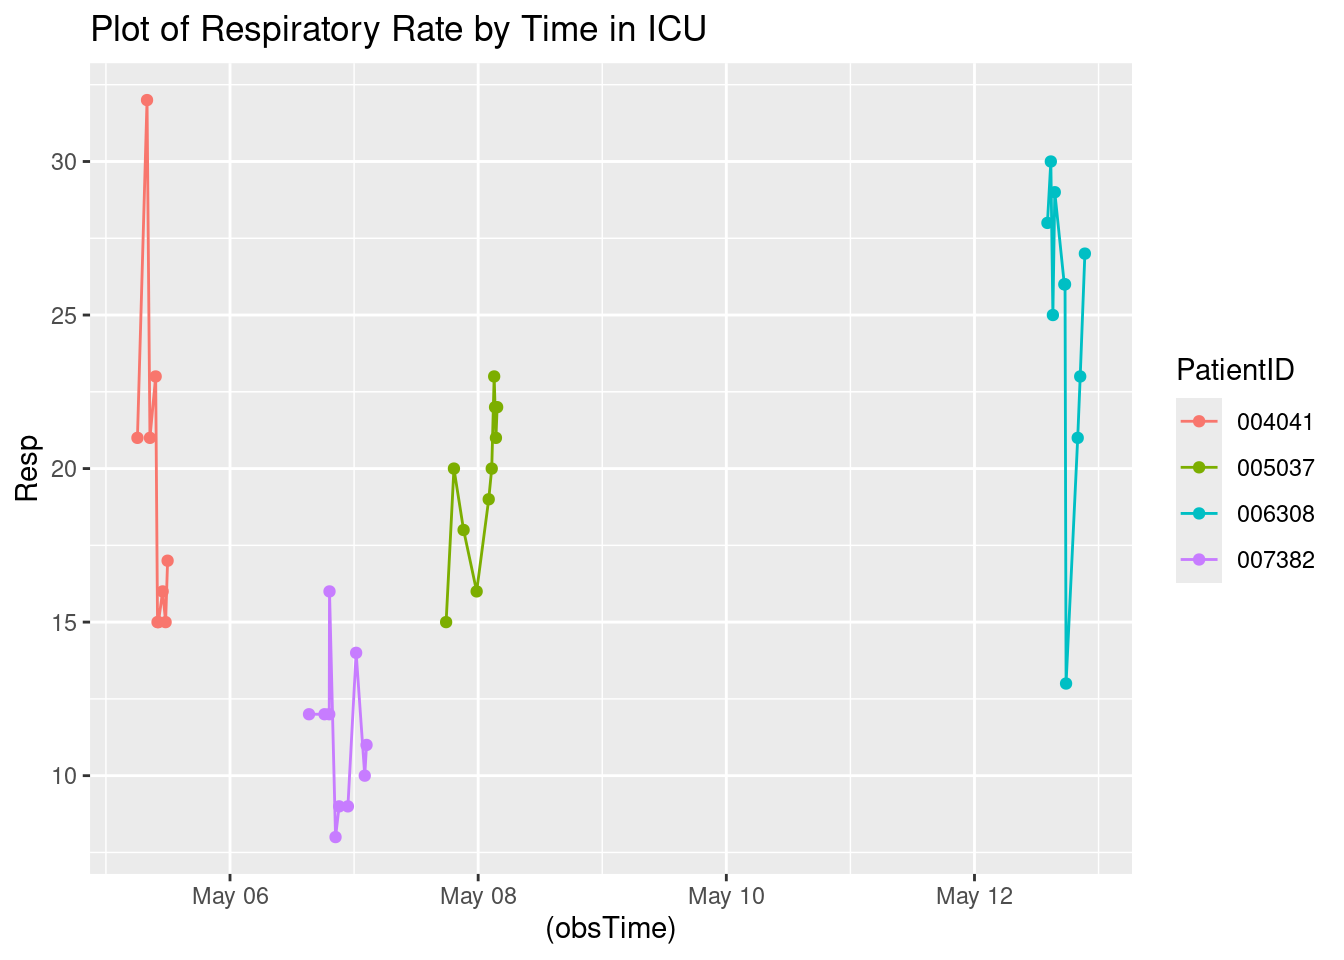 Plot of Respiratory Rate by Time in ICU
30
25
20
15
10
Resp
May 06
May 08
May 10
May 12
(obsTime)
PatientID
004041
005037
006308
007382